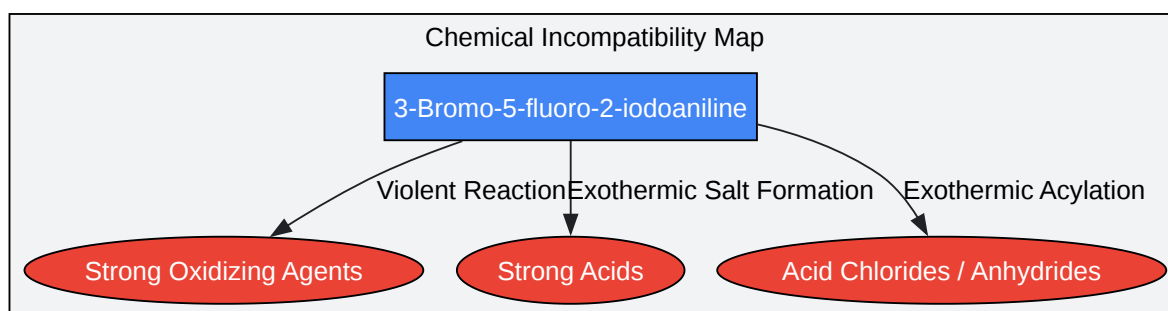 Chemical Incompatibility Map
3-Bromo-5-fluoro-2-iodoaniline
Violent Reaction
Exothermic Salt Formation
Exothermic Acylation
Strong Oxidizing Agents
Strong Acids
Acid Chlorides / Anhydrides